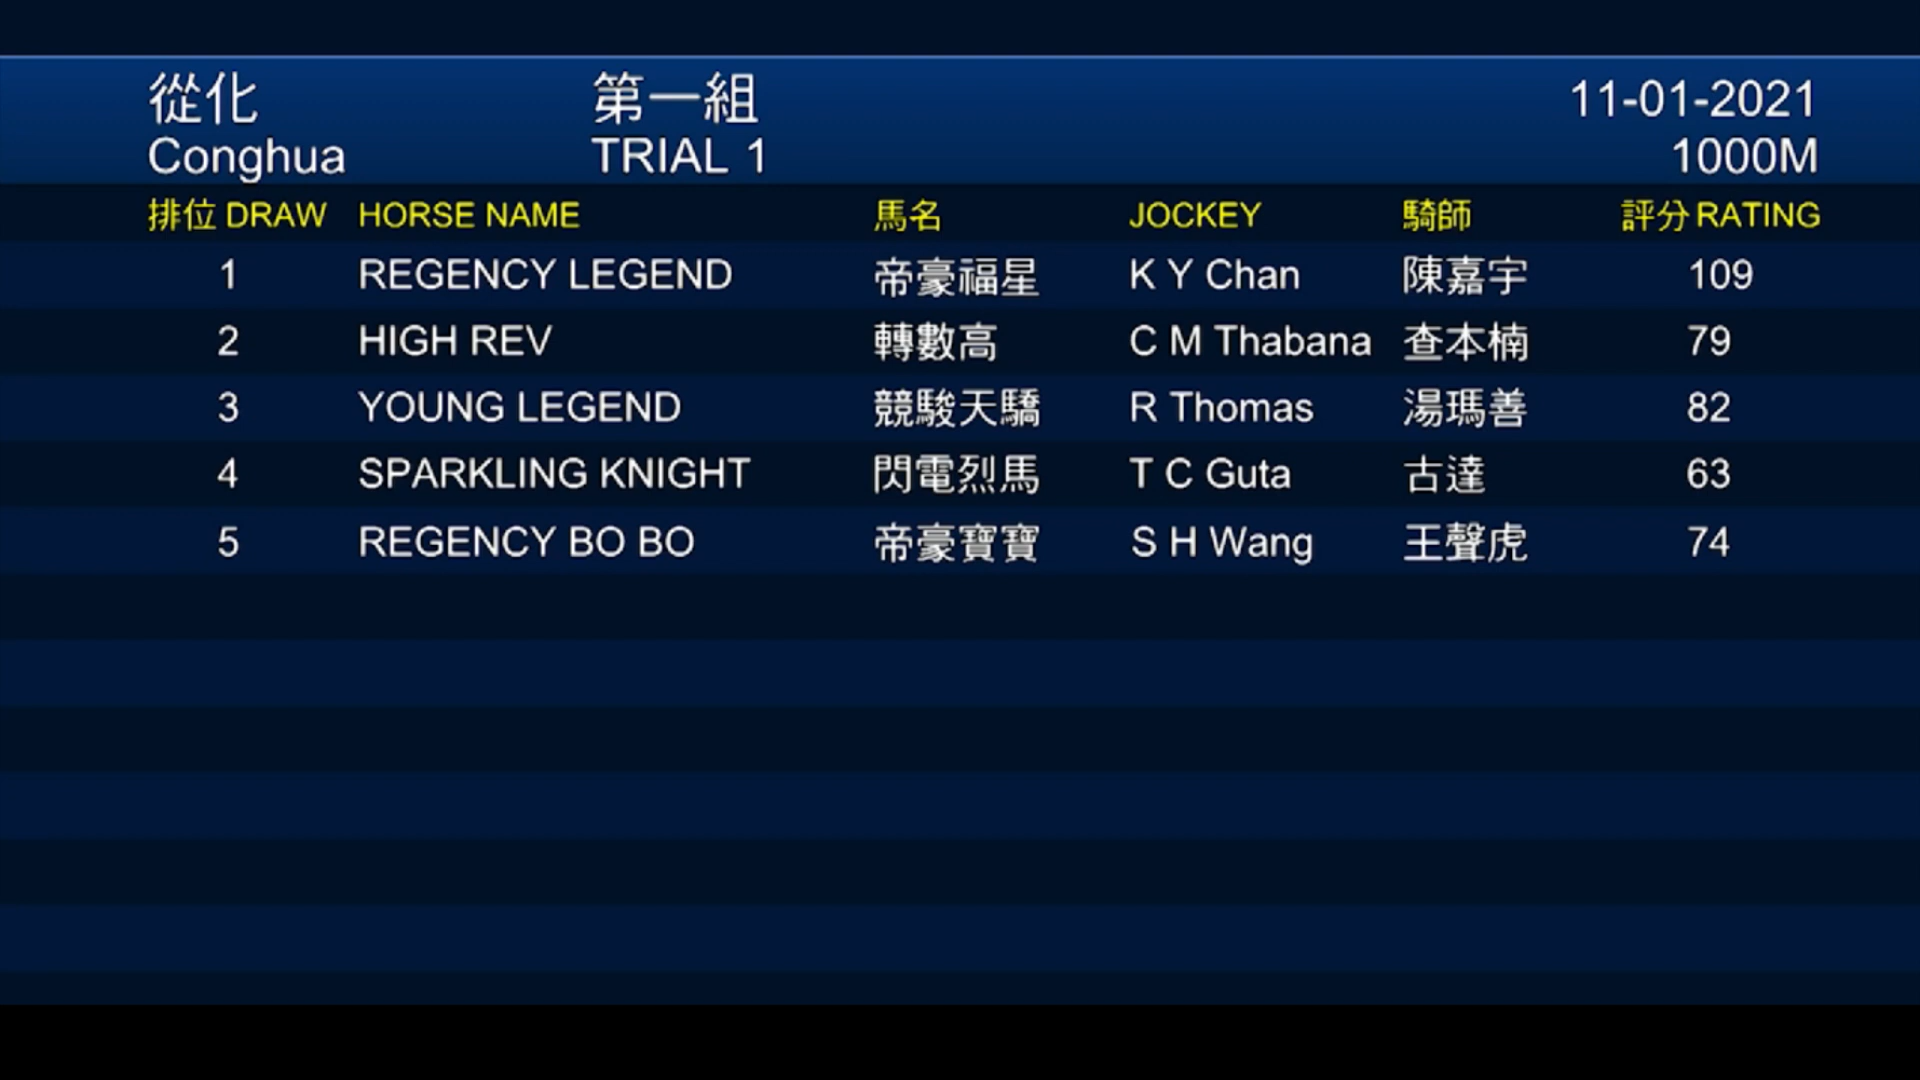 從化 第一組 11-01-2021
Conghua TRIAL 1 1000M
排位 DRAW HORSE NAME 馬名 JOCKEY 騎師 評分 RATING
1 REGENCY LEGEND 帝豪福星 K Y Chan 陳嘉宇 109
2 HIGH REV 轉數高 C M Thabana 查本楠 79
3 YOUNG LEGEND 競駿天驕 R Thomas 湯瑪善 82
4 SPARKLING KNIGHT 閃電烈馬 T C Guta 古達 63
5 REGENCY BO BO 帝豪寶寶 S H Wang 王聲虎 74